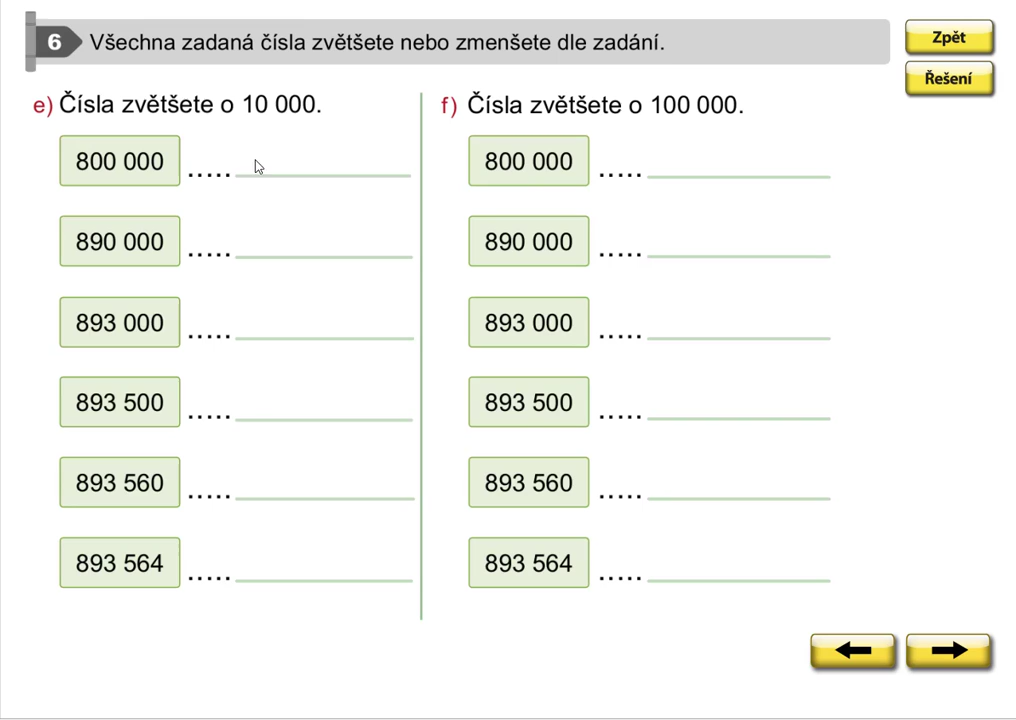 6 Všechna zadaná čísla zvětšete nebo zmenšete dle zadání.
Zpět
Řešení
e) Čísla zvětšete o 10 000.
800 000 ..... 
890 000 ..... 
893 000 ..... 
893 500 ..... 
893 560 ..... 
893 564 ..... 
f) Čísla zvětšete o 100 000.
800 000 ..... 
890 000 ..... 
893 000 ..... 
893 500 ..... 
893 560 ..... 
893 564 .....